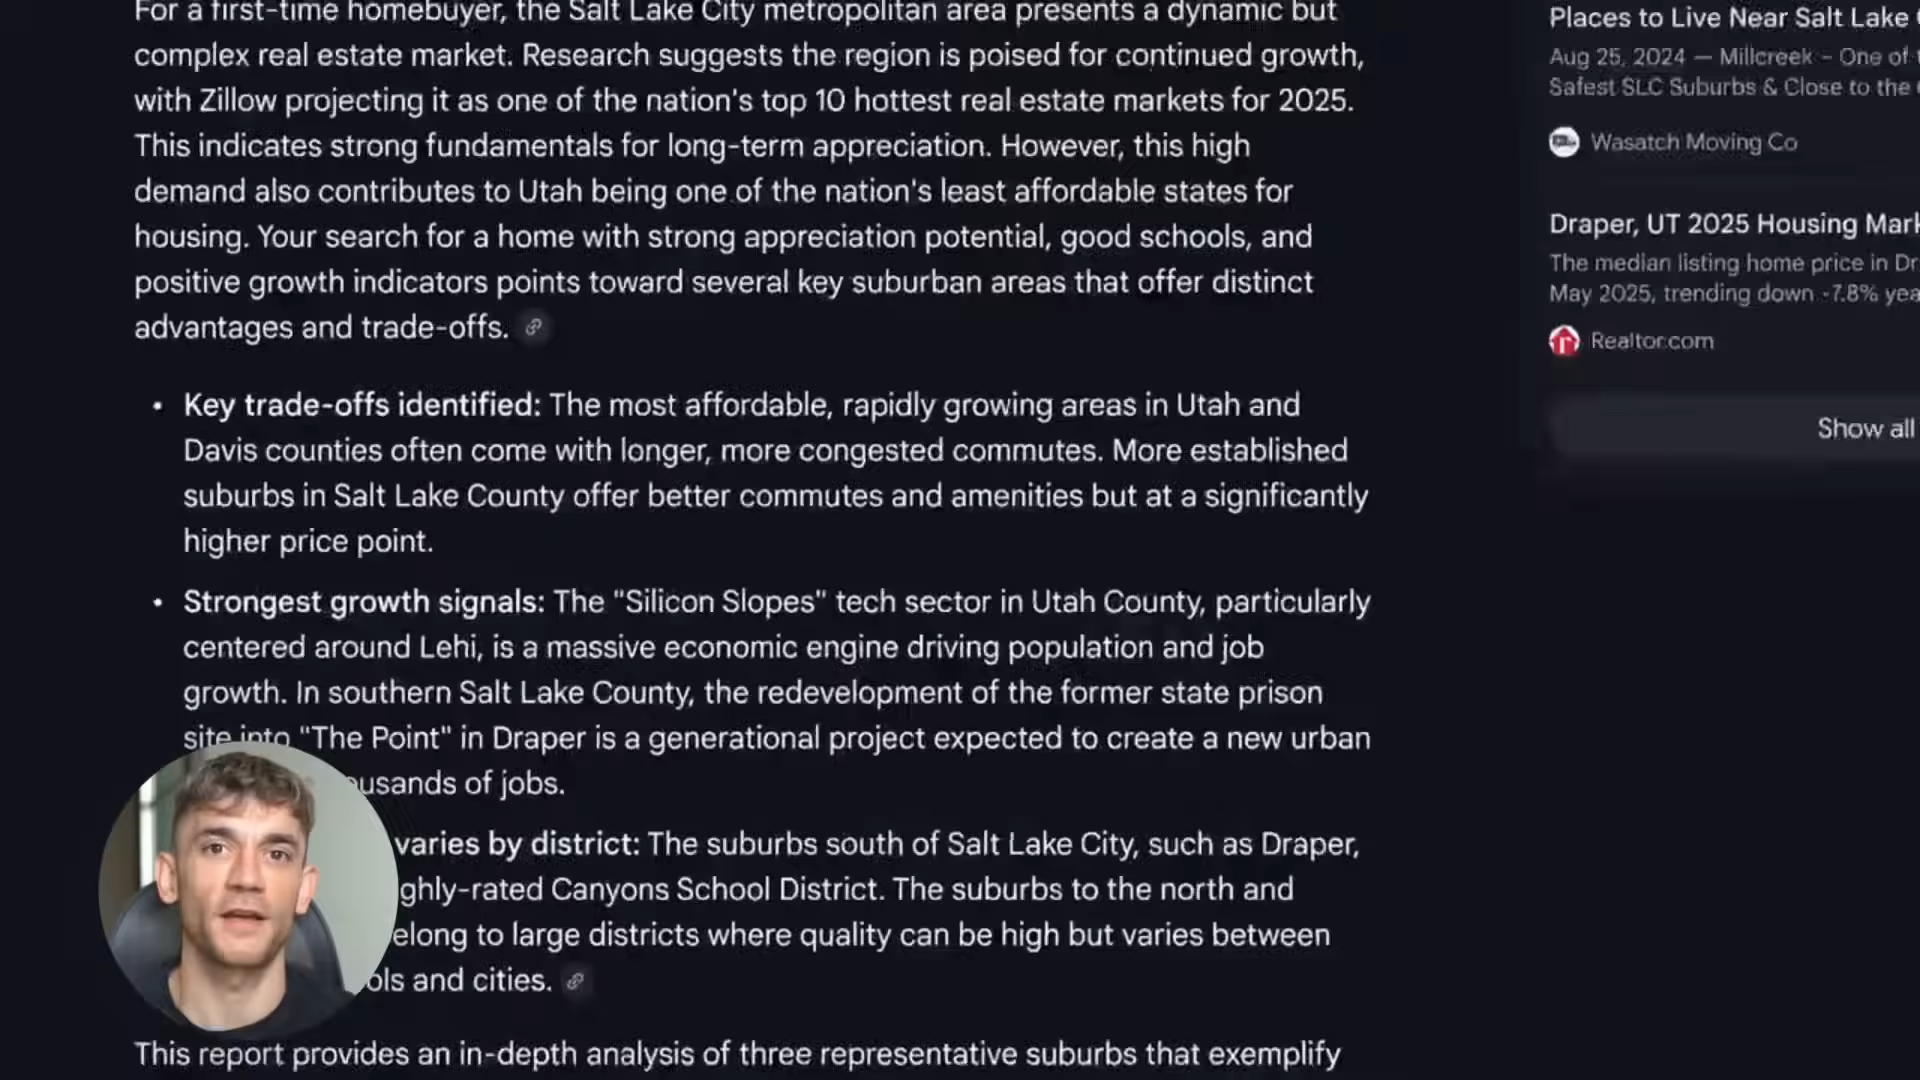 For a first-time homebuyer, the Salt Lake City metropolitan area presents a dynamic but
complex real estate market. Research suggests the region is poised for continued growth,
with Zillow projecting it as one of the nation's top 10 hottest real estate markets for 2025.
This indicates strong fundamentals for long-term appreciation. However, this high
demand also contributes to Utah being one of the nation's least affordable states for
housing. Your search for a home with strong appreciation potential, good schools, and
positive growth indicators points toward several key suburban areas that offer distinct
advantages and trade-offs.
• Key trade-offs identified: The most affordable, rapidly growing areas in Utah and
Davis counties often come with longer, more congested commutes. More established
suburbs in Salt Lake County offer better commutes and amenities but at a significantly
higher price point.
• Strongest growth signals: The "Silicon Slopes" tech sector in Utah County, particularly
centered around Lehi, is a massive economic engine driving population and job
growth. In southern Salt Lake County, the redevelopment of the former state prison
site into "The Point" in Draper is a generational project expected to create a new urban
usands of jobs.
varies by district: The suburbs south of Salt Lake City, such as Draper,
ghly-rated Canyons School District. The suburbs to the north and
elong to large districts where quality can be high but varies between
ols and cities.
This report provides an in-depth analysis of three representative suburbs that exemplify
Places to Live Near Salt Lake
Aug 25, 2024 — Millcreek - One of
Safest SLC Suburbs & Close to the
Wasatch Moving Co
Draper, UT 2025 Housing Mark
The median listing home price in Dr
May 2025, trending down -7.8% yea
Realtor.com
Show all